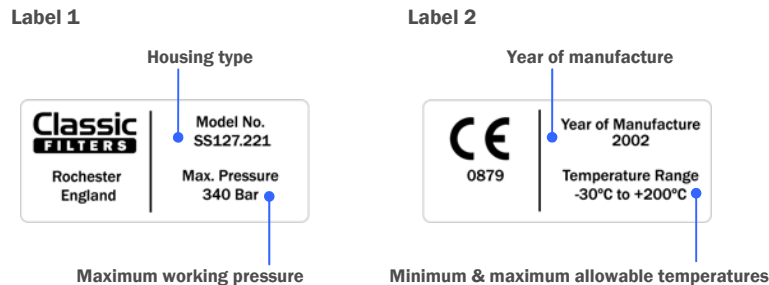 Label 1
Housing type
Classic
FILTERS
Rochester
England
Model No.
SS127.221
Max. Pressure
340 Bar
Maximum working pressure
Label 2
Year of manufacture
CE
0879
Year of Manufacture
2002
Temperature Range
-30ºC to +200ºC
Minimum & maximum allowable temperatures